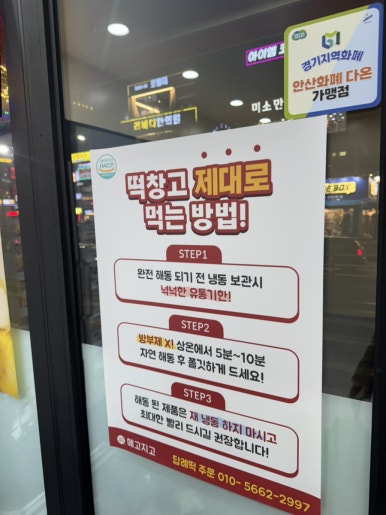 경기지역화폐
안산화폐 다온
가맹점
HACCP
떡창고 제대로
먹는 방법!
STEP1
완전 해동 되기 전 냉동 보관시
넉넉한 유통기한!
STEP2
방부제 X! 상온에서 5분~10분
자연 해동 후 쫄깃하게 드세요!
STEP3
해동 된 제품은 재 냉동 하지 마시고
최대한 빨리 드시길 권장합니다!
메고지고
답례떡 주문 010- 5662-2997